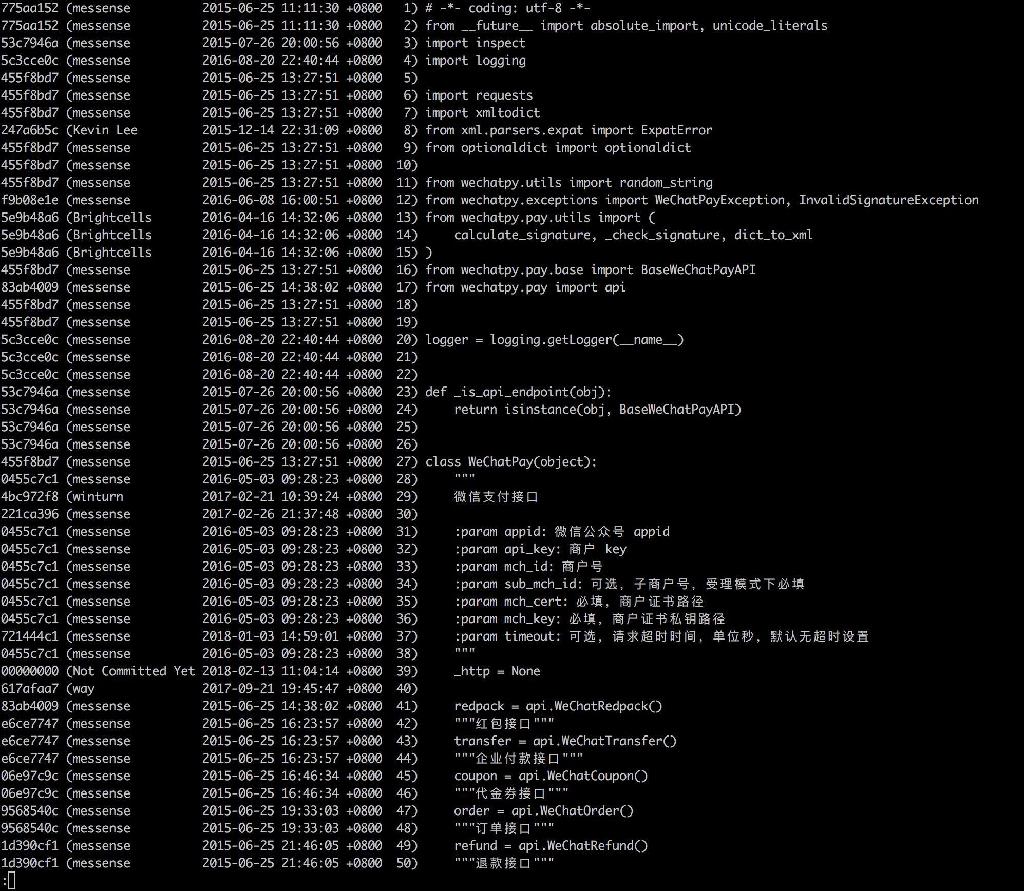 775aa152 (messense          2015-06-25 11:11:30 +0800   1) # -*- coding: utf-8 -*-
775aa152 (messense          2015-06-25 11:11:30 +0800   2) from __future__ import absolute_import, unicode_literals
53c7946a (messense          2015-07-26 20:00:56 +0800   3) import inspect
5c3cce0c (messense          2016-08-20 22:40:44 +0800   4) import logging
455f8bd7 (messense          2015-06-25 13:27:51 +0800   5)
455f8bd7 (messense          2015-06-25 13:27:51 +0800   6) import requests
455f8bd7 (messense          2015-06-25 13:27:51 +0800   7) import xmltodict
247a6b5c (Kevin Lee         2015-12-14 22:31:09 +0800   8) from xml.parsers.expat import ExpatError
455f8bd7 (messense          2015-06-25 13:27:51 +0800   9) from optionaldict import optionaldict
455f8bd7 (messense          2015-06-25 13:27:51 +0800  10)
455f8bd7 (messense          2015-06-25 13:27:51 +0800  11) from wechatpy.utils import random_string
f9b08e1e (messense          2016-06-08 16:00:51 +0800  12) from wechatpy.exceptions import WeChatPayException, InvalidSignatureException
5e9b48a6 (Brightcells       2016-04-16 14:32:06 +0800  13) from wechatpy.pay.utils import (
5e9b48a6 (Brightcells       2016-04-16 14:32:06 +0800  14)     calculate_signature, _check_signature, dict_to_xml
5e9b48a6 (Brightcells       2016-04-16 14:32:06 +0800  15) )
455f8bd7 (messense          2015-06-25 13:27:51 +0800  16) from wechatpy.pay.base import BaseWeChatPayAPI
83ab4009 (messense          2015-06-25 14:38:02 +0800  17) from wechatpy.pay import api
455f8bd7 (messense          2015-06-25 13:27:51 +0800  18)
455f8bd7 (messense          2015-06-25 13:27:51 +0800  19)
5c3cce0c (messense          2016-08-20 22:40:44 +0800  20) logger = logging.getLogger(__name__)
5c3cce0c (messense          2016-08-20 22:40:44 +0800  21)
5c3cce0c (messense          2016-08-20 22:40:44 +0800  22)
53c7946a (messense          2015-07-26 20:00:56 +0800  23) def _is_api_endpoint(obj):
53c7946a (messense          2015-07-26 20:00:56 +0800  24)     return isinstance(obj, BaseWeChatPayAPI)
53c7946a (messense          2015-07-26 20:00:56 +0800  25)
53c7946a (messense          2015-07-26 20:00:56 +0800  26)
455f8bd7 (messense          2015-06-25 13:27:51 +0800  27) class WeChatPay(object):
0455c7c1 (messense          2016-05-03 09:28:23 +0800  28)     """
4bc972f8 (winturn           2017-02-21 10:39:24 +0800  29)     微信支付接口
221ca396 (messense          2017-02-26 21:37:48 +0800  30)
0455c7c1 (messense          2016-05-03 09:28:23 +0800  31)     :param appid: 微信公众号 appid
0455c7c1 (messense          2016-05-03 09:28:23 +0800  32)     :param api_key: 商户 key
0455c7c1 (messense          2016-05-03 09:28:23 +0800  33)     :param mch_id: 商户号
0455c7c1 (messense          2016-05-03 09:28:23 +0800  34)     :param sub_mch_id: 可选，子商户号，受理模式下必填
0455c7c1 (messense          2016-05-03 09:28:23 +0800  35)     :param mch_cert: 必填，商户证书路径
0455c7c1 (messense          2016-05-03 09:28:23 +0800  36)     :param mch_key: 必填，商户证书私钥路径
721444c1 (messense          2018-01-03 14:59:01 +0800  37)     :param timeout: 可选，请求超时时间，单位秒，默认无超时设置
0455c7c1 (messense          2016-05-03 09:28:23 +0800  38)     """
00000000 (Not Committed Yet 2018-02-13 11:04:14 +0800  39)     _http = None
617afaa7 (way               2017-09-21 19:45:47 +0800  40)
83ab4009 (messense          2015-06-25 14:38:02 +0800  41)     redpack = api.WeChatRedpack()
e6ce7747 (messense          2015-06-25 16:23:57 +0800  42)     """红包接口"""
e6ce7747 (messense          2015-06-25 16:23:57 +0800  43)     transfer = api.WeChatTransfer()
e6ce7747 (messense          2015-06-25 16:23:57 +0800  44)     """企业付款接口"""
06e97c9c (messense          2015-06-25 16:46:34 +0800  45)     coupon = api.WeChatCoupon()
06e97c9c (messense          2015-06-25 16:46:34 +0800  46)     """代金券接口"""
9568540c (messense          2015-06-25 19:33:03 +0800  47)     order = api.WeChatOrder()
9568540c (messense          2015-06-25 19:33:03 +0800  48)     """订单接口"""
1d390cf1 (messense          2015-06-25 21:46:05 +0800  49)     refund = api.WeChatRefund()
1d390cf1 (messense          2015-06-25 21:46:05 +0800  50)     """退款接口"""
: